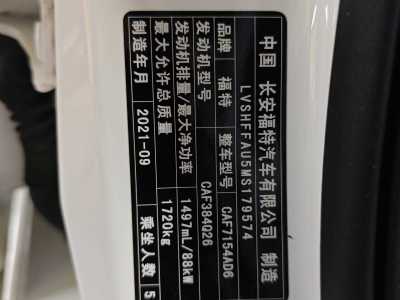 中国 长安福特汽车有限公司 制造
LVSHFFAU5MS179574
品牌 福特 整车型号 CAF7154AD6
发动机型号 CAF384Q26
发动机排量/最大净功率 1497mL/88kW
最大允许总质量 1720kg
制造年月 2021-09 乘坐人数 5